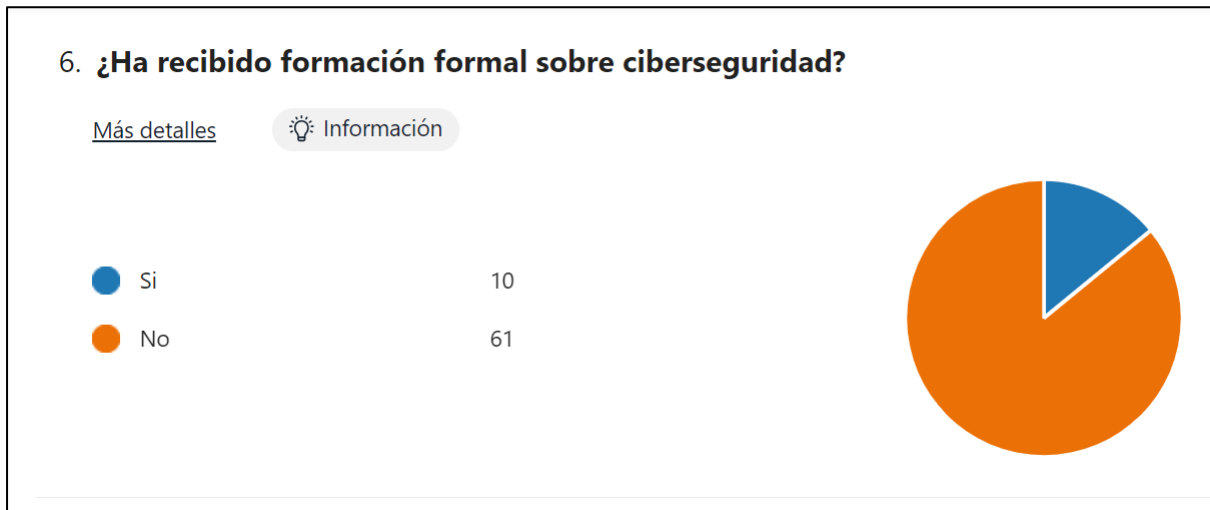 6. ¿Ha recibido formación formal sobre ciberseguridad?
Más detalles Información
Si 10
No 61